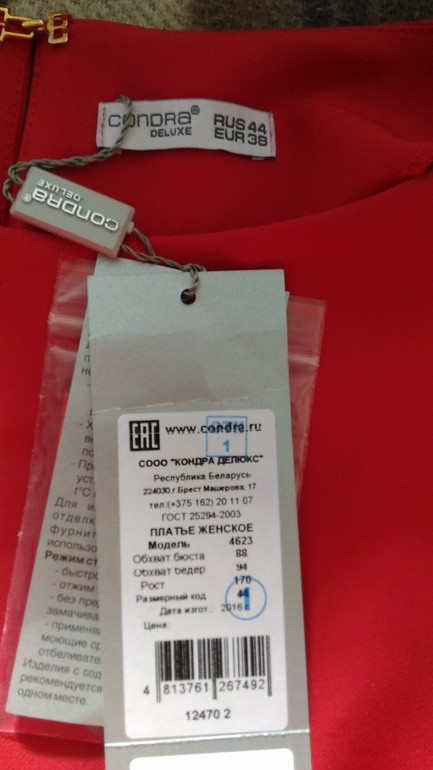 conDRa®
DELUXE
RUS 44
EUR 38
conDRa®
DELUXE
EAC
www.condra.ru
1
СООО "КОНДРА ДЕЛЮКС"
Республика Беларусь
224030,г.Брест Машерова, 17
тел:(+375 162) 20 11 07
ГОСТ 25294-2003
ПЛАТЬЕ ЖЕНСКОЕ
Модель 4623
Обхват бюста 88
Обхват бедер 94
Рост 170
Размерный код 44
1
Дата изгот.: 2016 г.
Цена:
4 813761 267492
12470 2
- Х
- Пр
t°С
Для и
отделк
фурнит
использо
Режим ст
- быстр
- отжим
- без пре
замачива
- применя
моющие ср
отбеливате
Изделия с сод
рекомендуется
одном месте.